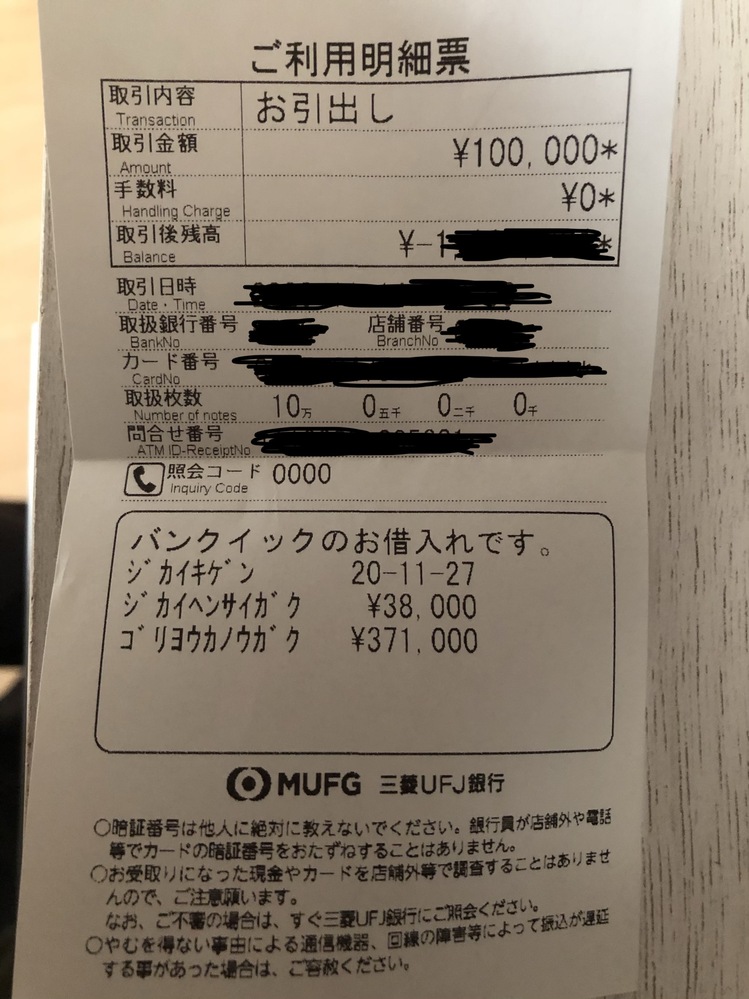 ご利用明細票
取引内容 お引出し
Transaction
取引金額 ¥100,000*
Amount
手数料 ¥0*
Handling Charge
取引後残高 ¥-1 *
Balance
取引日時
Date・Time
取扱銀行番号 店舗番号
BankNo BranchNo
カード番号
CardNo
取扱枚数 10万 0五千 0二千 0千
Number of notes
問合せ番号
ATM ID-ReceiptNo
照会コード 0000
Inquiry Code
バンクイックのお借入れです。
ジカイキゲン 20-11-27
ジカイヘンサイガク ¥38,000
ゴリヨウカノウガク ¥371,000
MUFG 三菱UFJ銀行
○暗証番号は他人に絶対に教えないでください。銀行員が店舗外や電話
等でカードの暗証番号をおたずねすることはありません。
○お受取りになった現金やカードを店舗外等で調査することはありませ
んので、ご注意願います。
なお、ご不審の場合は、すぐ三菱UFJ銀行にご照会ください。
○やむを得ない事由による通信機器、回線の障害等によって振込が遅延
する事があった場合は、ご容赦ください。